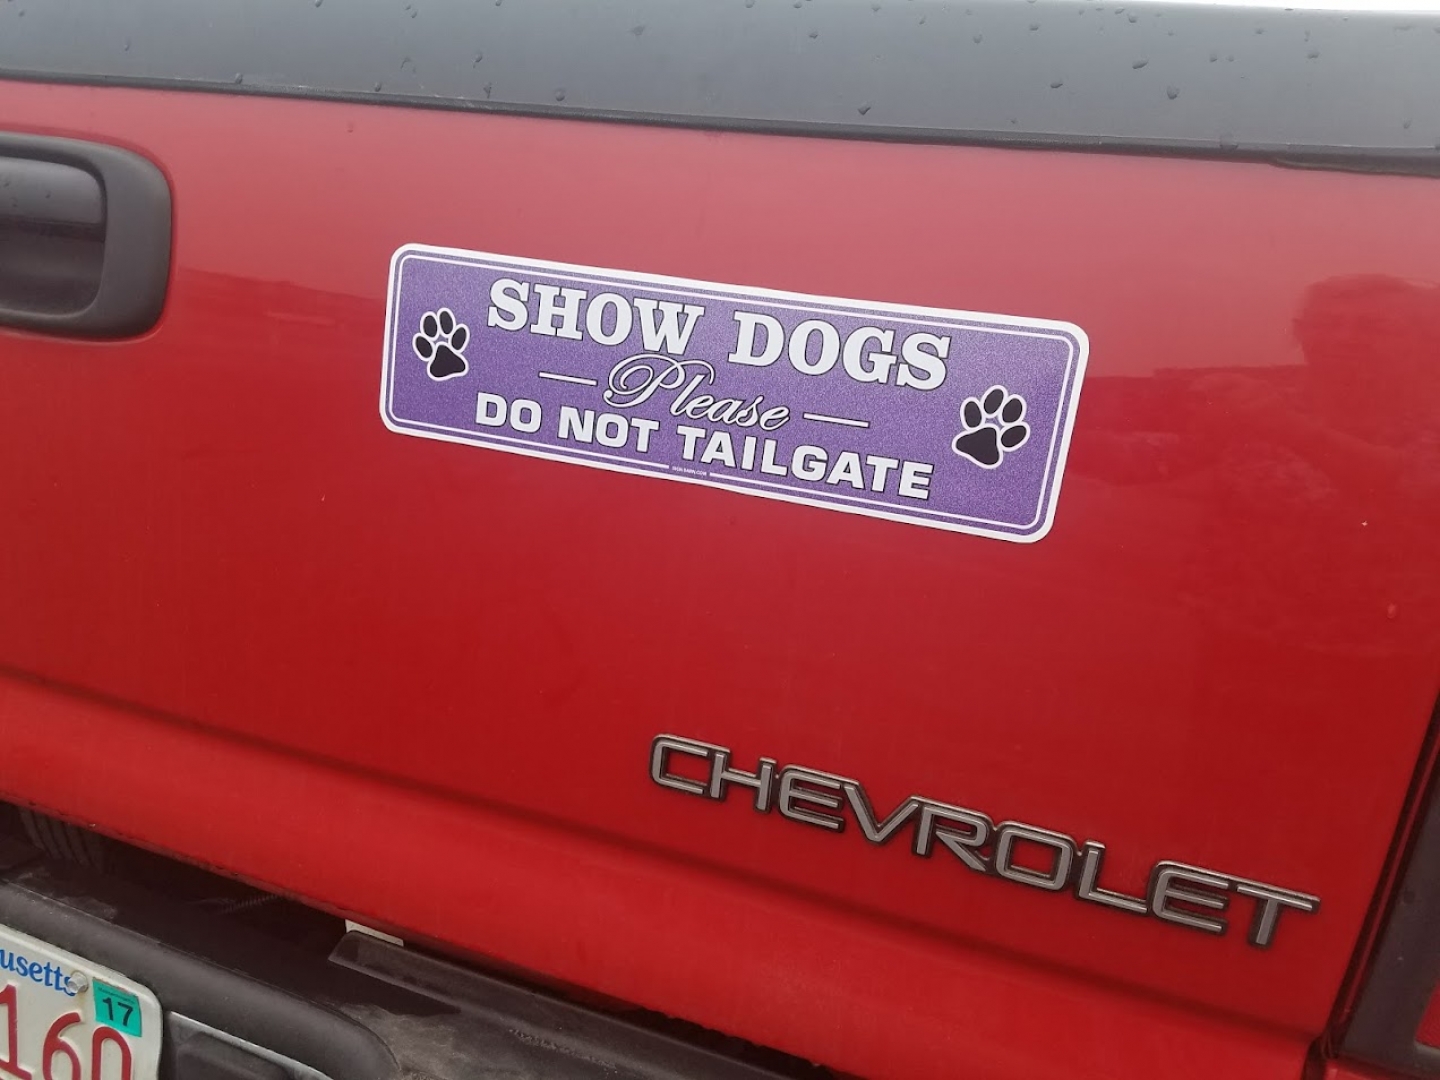 SHOW DOGS
Please
DO NOT TAILGATE
CHEVROLET
usetts
17
160